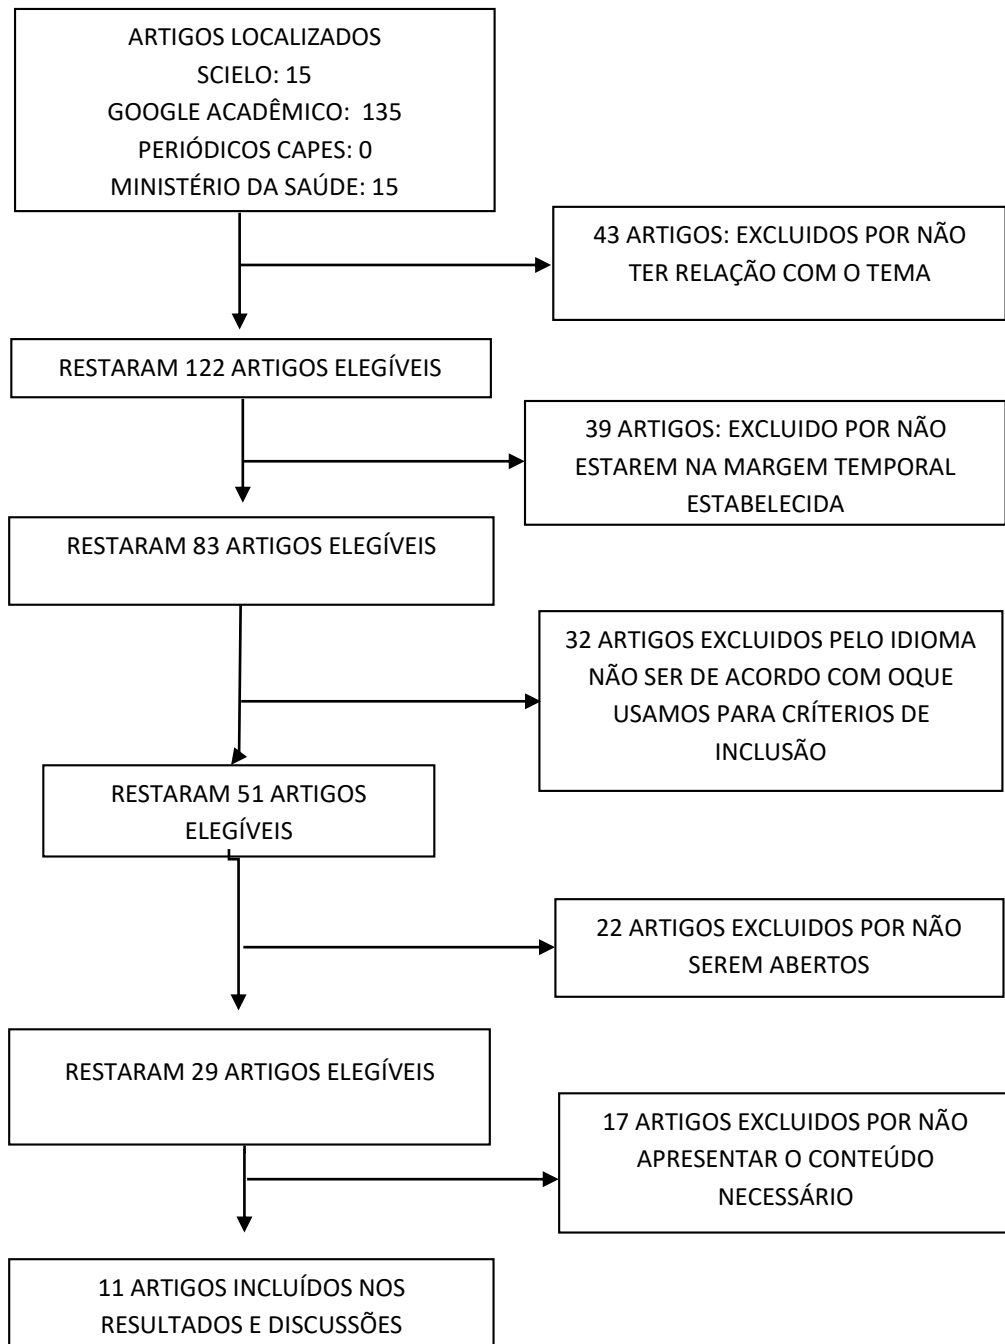 ARTIGOS LOCALIZADOS
SCIELO: 15
GOOGLE ACADÊMICO: 135
PERIÓDICOS CAPES: 0
MINISTÉRIO DA SAÚDE: 15
43 ARTIGOS: EXCLUIDOS POR NÃO
TER RELAÇÃO COM O TEMA
RESTARAM 122 ARTIGOS ELEGÍVEIS
39 ARTIGOS: EXCLUIDO POR NÃO
ESTAREM NA MARGEM TEMPORAL
ESTABELECIDA
RESTARAM 83 ARTIGOS ELEGÍVEIS
32 ARTIGOS EXCLUIDOS PELO IDIOMA
NÃO SER DE ACORDO COM OQUE
USAMOS PARA CRÍTERIOS DE
INCLUSÃO
RESTARAM 51 ARTIGOS
ELEGÍVEIS
22 ARTIGOS EXCLUIDOS POR NÃO
SEREM ABERTOS
RESTARAM 29 ARTIGOS ELEGÍVEIS
17 ARTIGOS EXCLUIDOS POR NÃO
APRESENTAR O CONTEÚDO
NECESSÁRIO
11 ARTIGOS INCLUÍDOS NOS
RESULTADOS E DISCUSSÕES